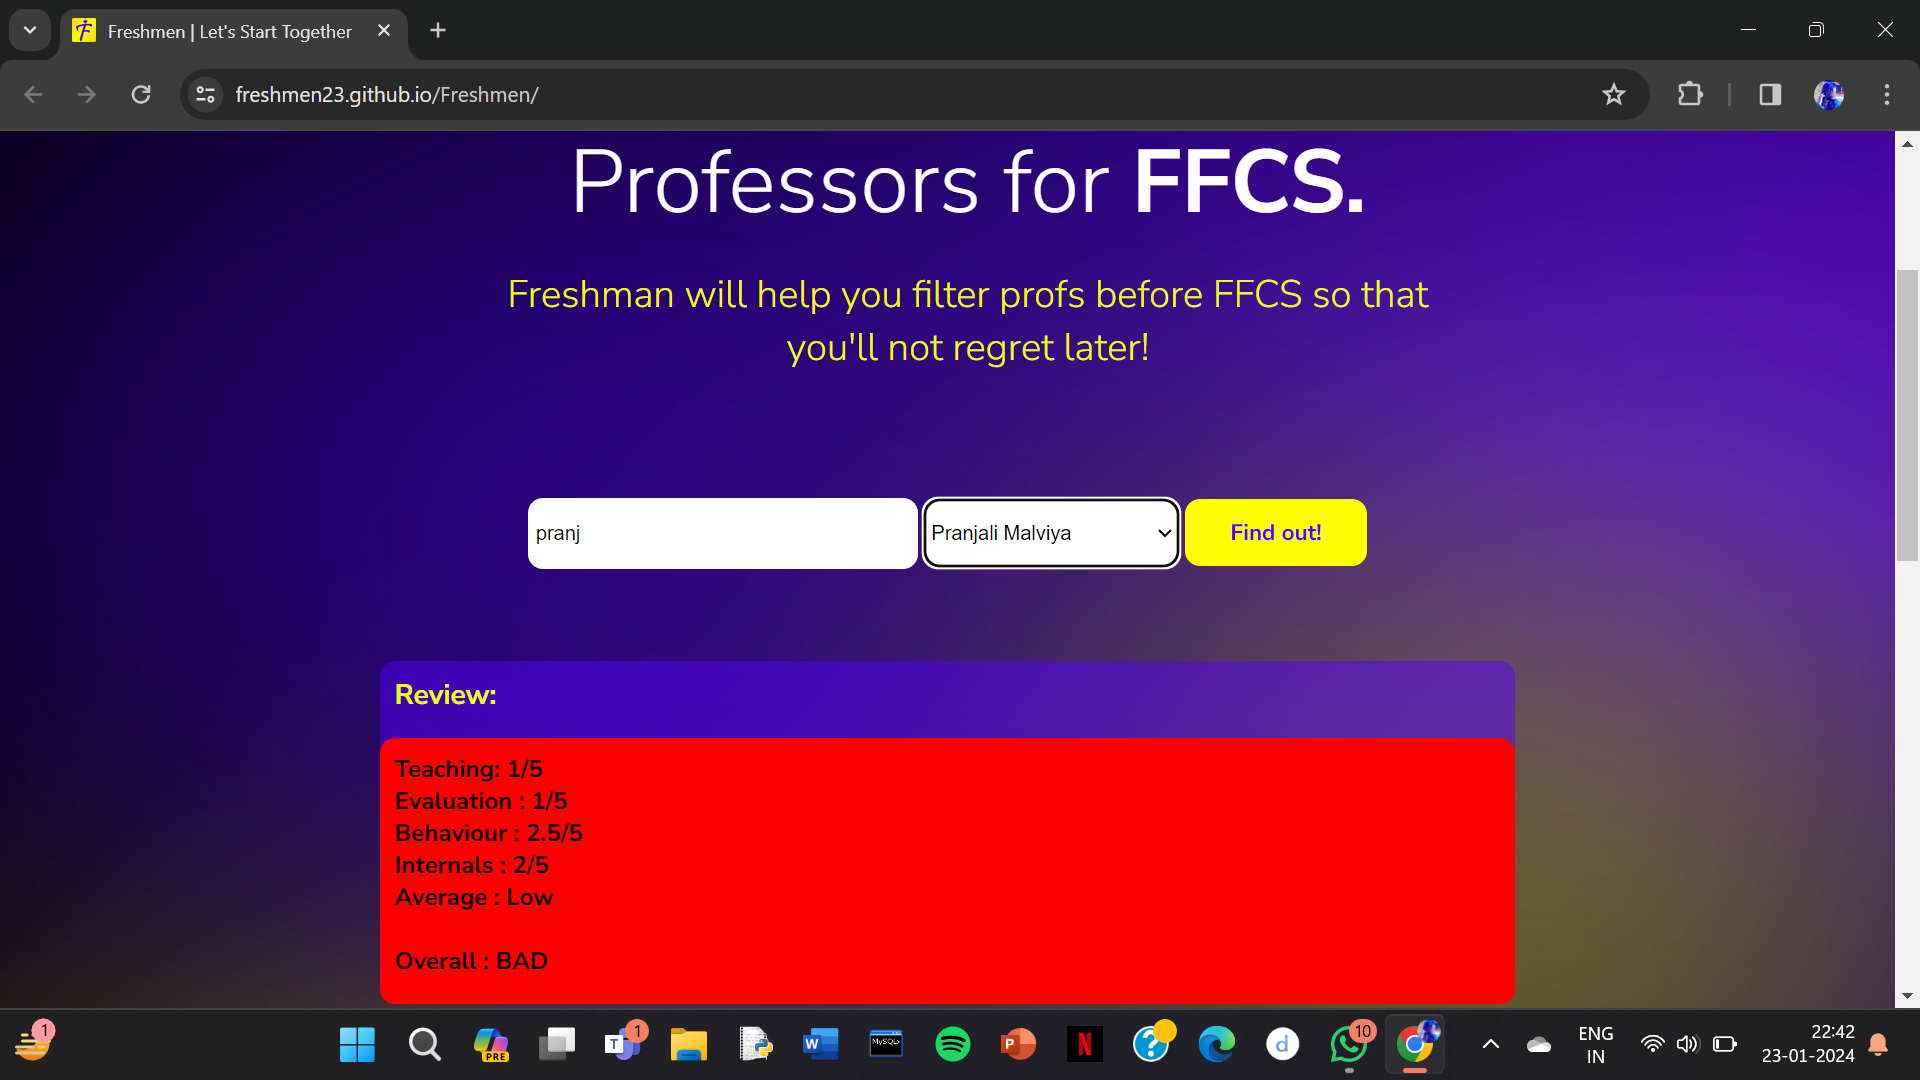 Freshmen | Let's Start Together
freshmen23.github.io/Freshmen/
Professors for FFCS.
Freshman will help you filter profs before FFCS so that
you'll not regret later!
pranj
Pranjali Malviya
Find out!
Review:
Teaching: 1/5
Evaluation : 1/5
Behaviour : 2.5/5
Internals : 2/5
Average : Low
Overall : BAD
1
PRE
T
1
W
MySQL>
P
N
?
d
10
ENG
IN
22:42
23-01-2024